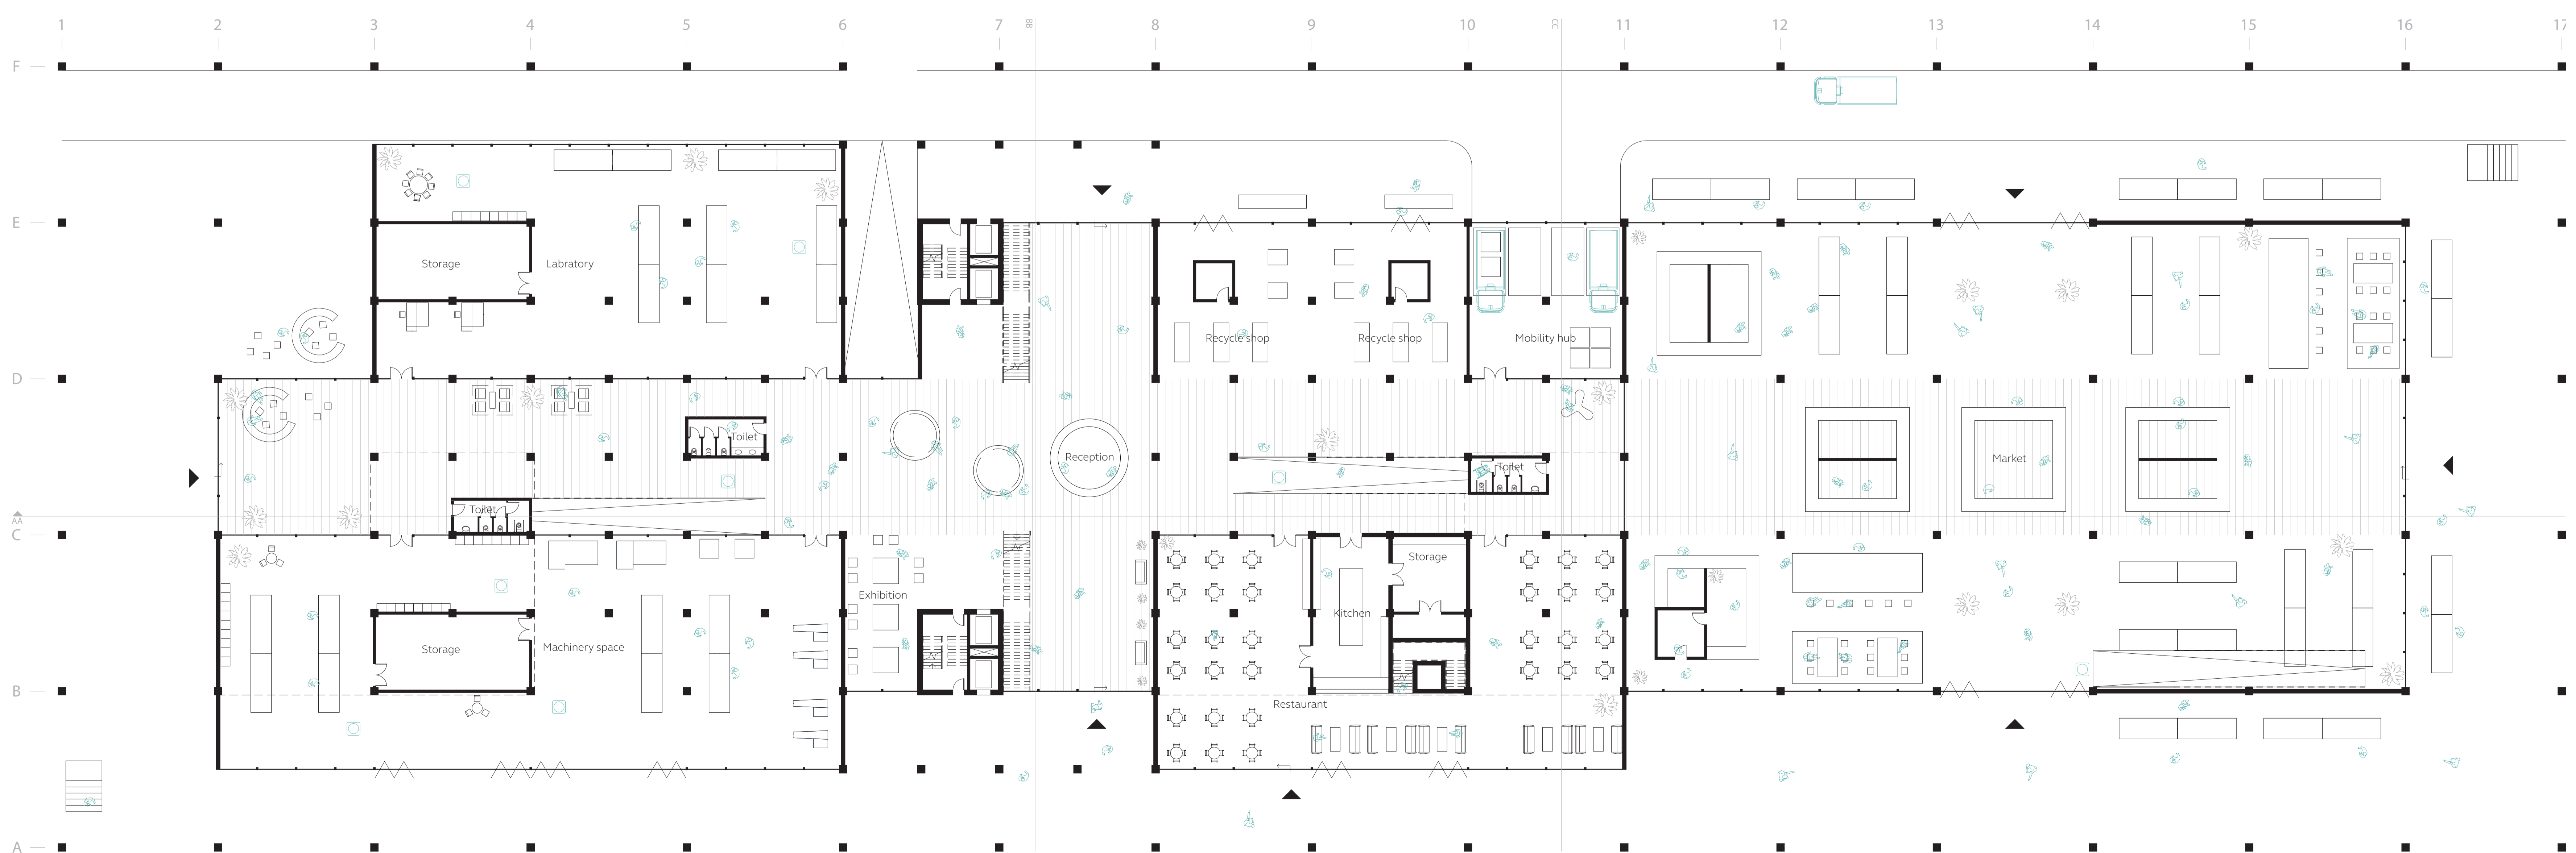 1 2 3 4 5 6 7 BB 8 9 10 CC 11 12 13 14 15 16 17
F
E
Storage Labratory
Recycle shop Recycle shop Mobility hub
D
Toilet
Reception Toilet Market
Toilet
AA
C
Storage
Exhibition
Kitchen
Storage Machinery space
B
Restaurant
A